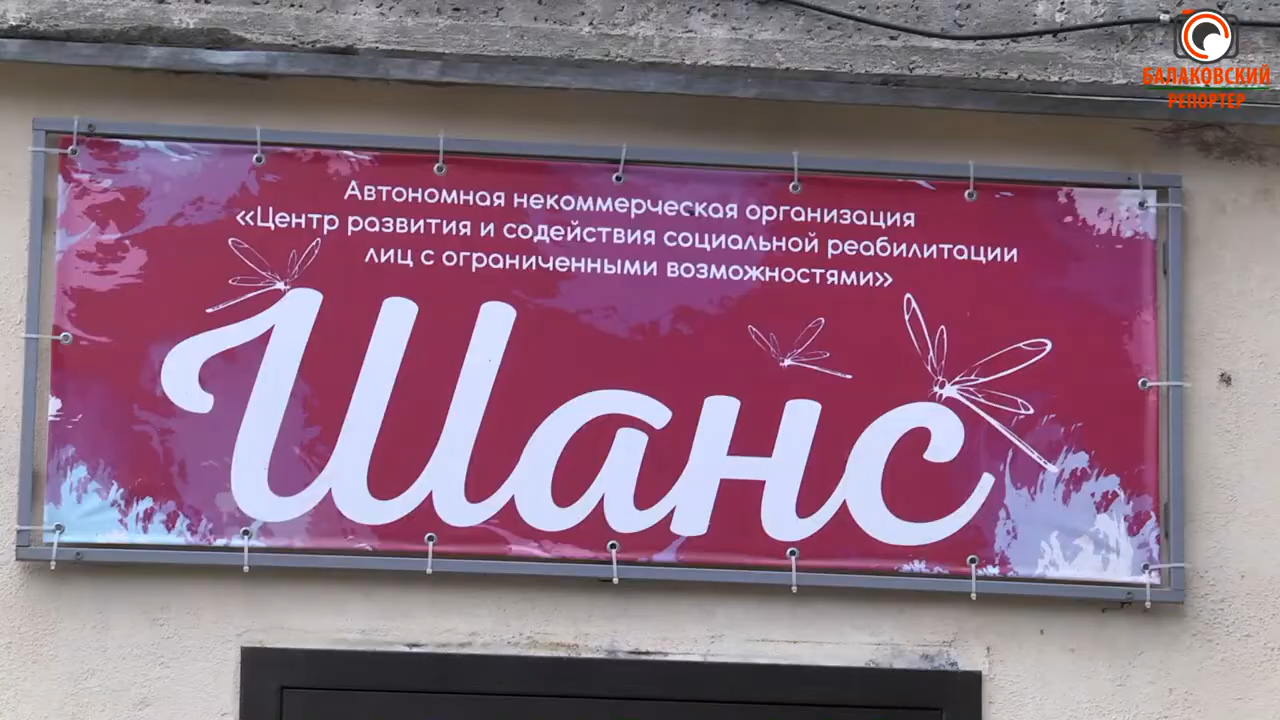 БАЛАКОВСКИЙ
РЕПОРТЕР
Автономная некоммерческая организация
«Центр развития и содействия социальной реабилитации
лиц с ограниченными возможностями»
Шанс